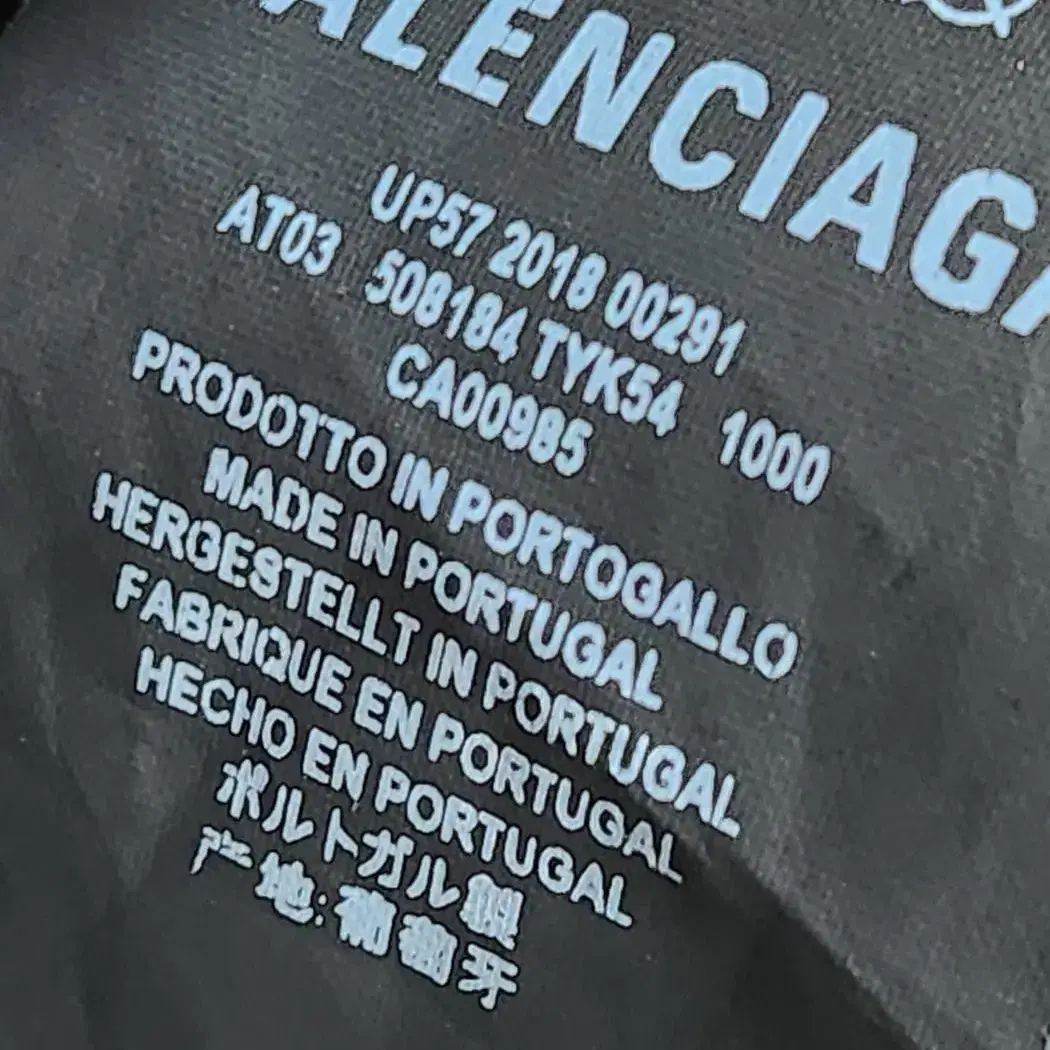 ALENCIAGA
UP57 2018 00291
AT03 508184 TYK54 1000
CA00985
PRODOTTO IN PORTOGALLO
MADE IN PORTUGAL
HERGESTELLT IN PORTUGAL
FABRIQUE EN PORTUGAL
HECHO EN PORTUGAL
ポルトガル製
产地:葡萄牙